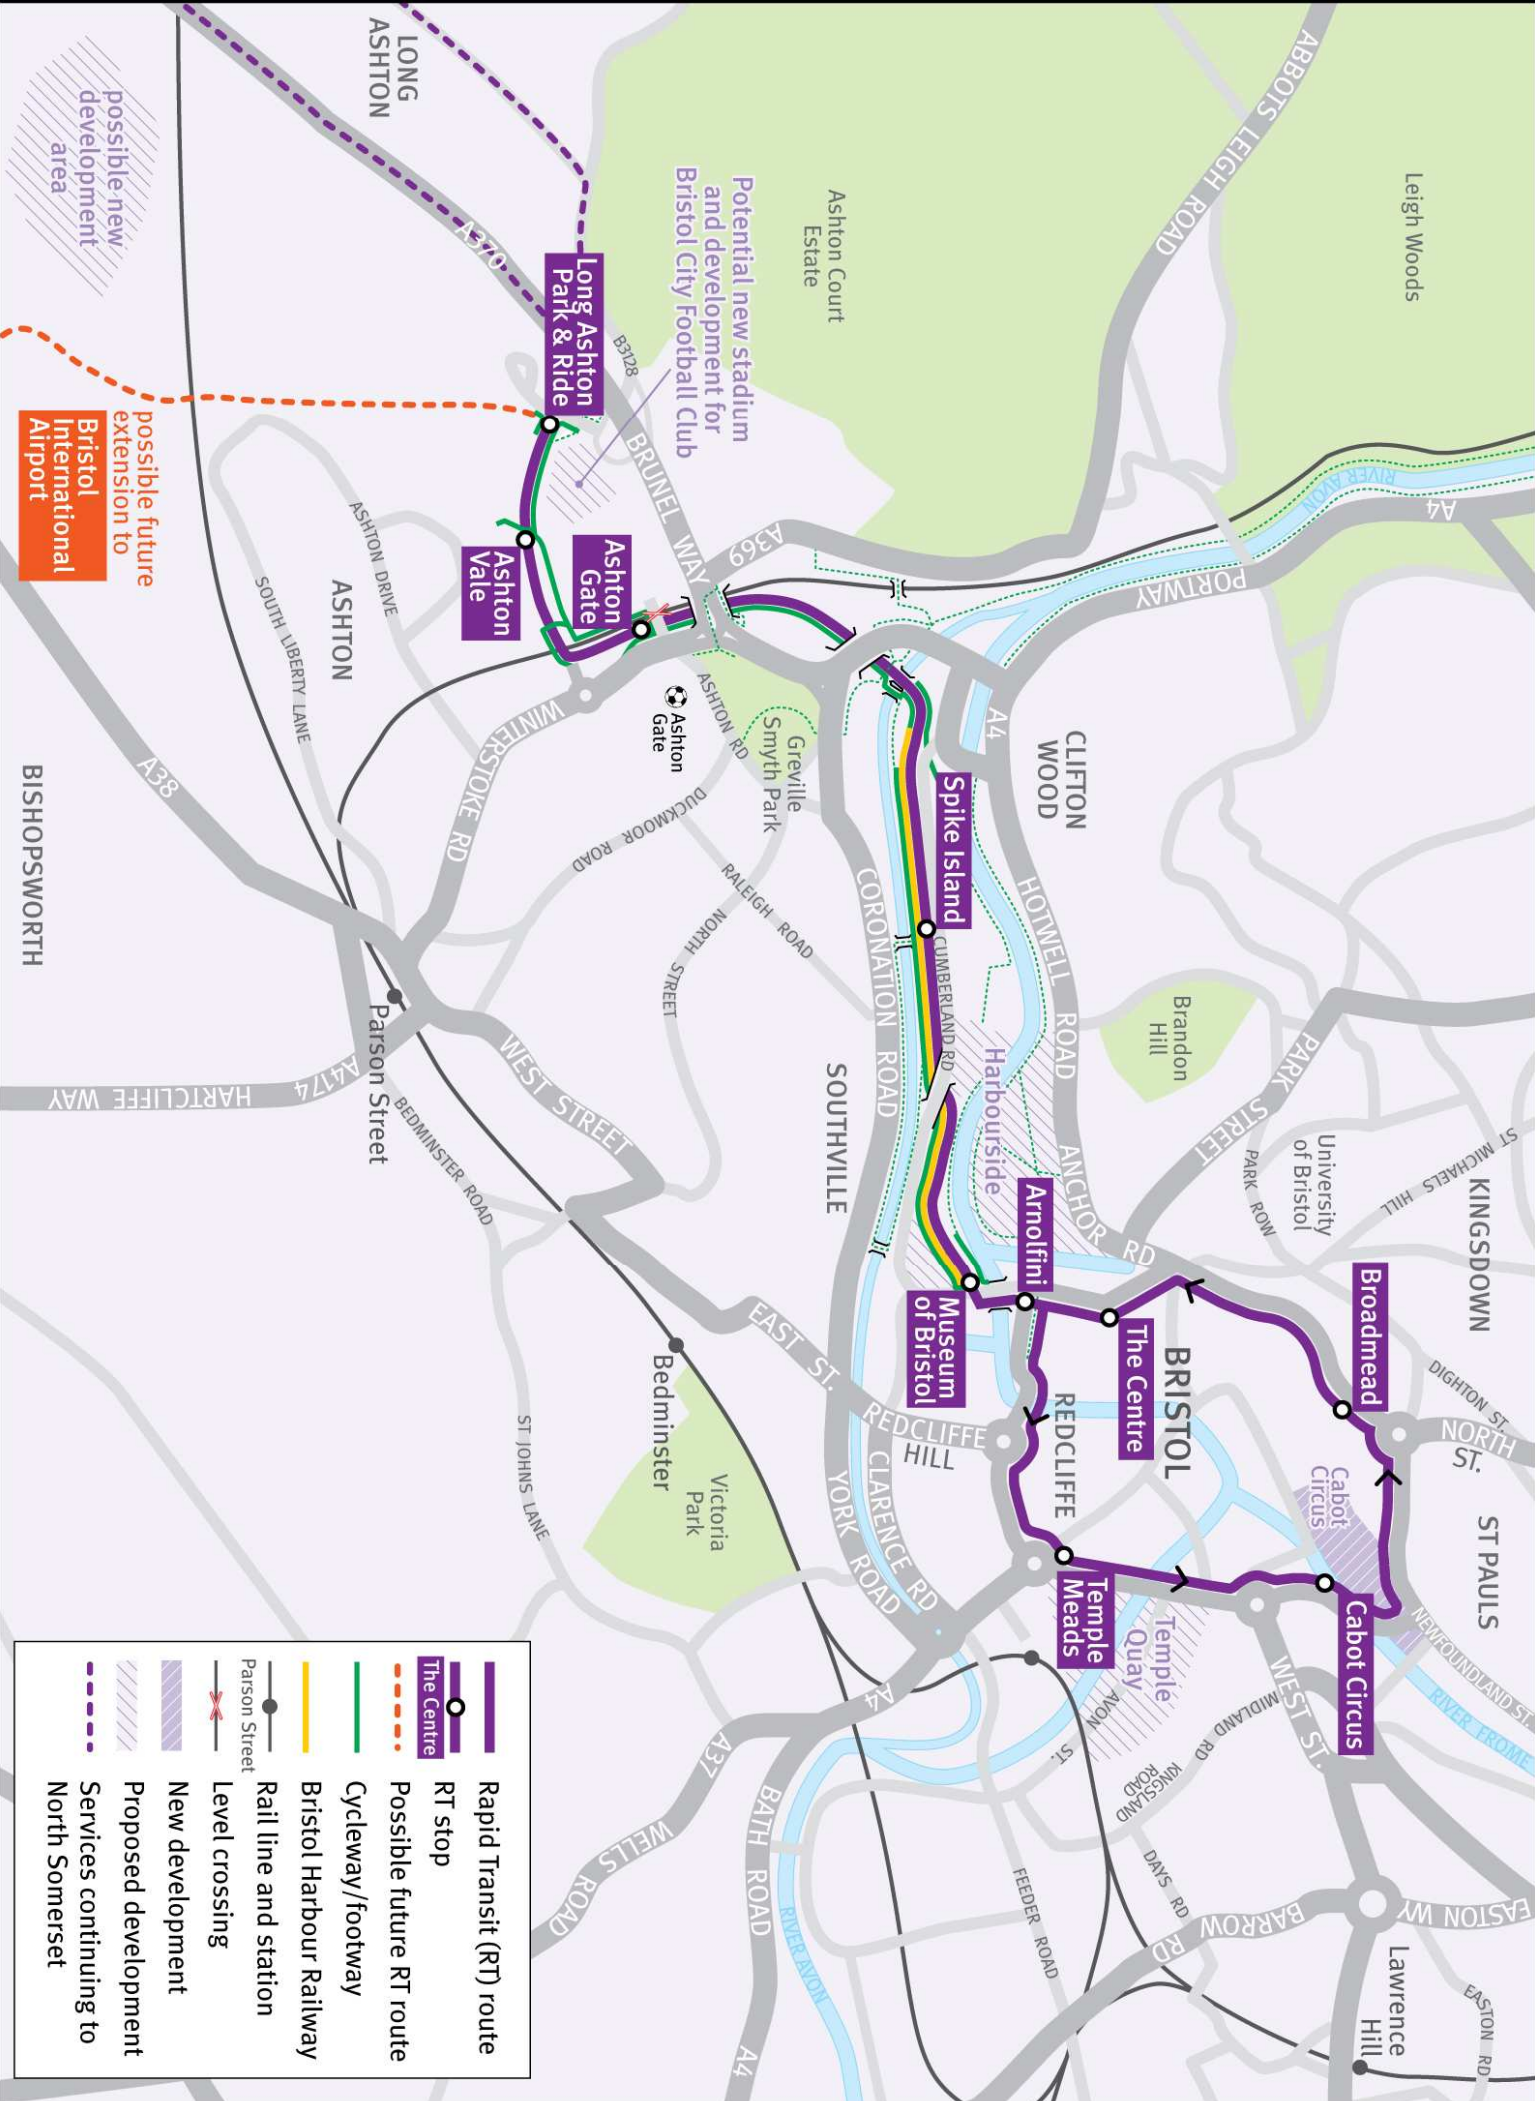 LONG
ASHTON
possible new
development
area
A370
Long Ashton
Park & Ride
B3128
Potential new stadium
and development for
Bristol City Football Club
Ashton Court
Estate
Leigh Woods
ABBOTS LEIGH ROAD
possible future
extension to
Bristol
International
Airport
BRUNEL WAY
A369
RIVER AVON
A4
PORTWAY
Ashton
Vale
Ashton
Gate
ASHTON DRIVE
ASHTON
SOUTH LIBERTY LANE
WINTERSTOKE RD
Ashton
Gate
ASHTON RD
Greville
Smyth Park
A4
CLIFTON
WOOD
BISHOPSWORTH
A38
DUCKMOOR ROAD
RALEIGH ROAD
NORTH
STREET
CORONATION ROAD
Spike Island
CUMBERLAND RD
HOTWELL ROAD
Brandon
Hill
PARK
STREET
Harbourside
Parson Street
WEST STREET
A4174
HARTCLIFFE WAY
BEDMINSTER ROAD
SOUTHVILLE
Arnolfini
ANCHOR RD
PARK ROW
University
of Bristol
ST MICHAELS HILL
KINGSDOWN
Museum
of Bristol
The Centre
BRISTOL
Broadmead
DIGHTON ST.
NORTH
ST.
EAST ST.
Bedminster
REDCLIFFE
HILL
REDCLIFFE
ST JOHNS LANE
Victoria
Park
CLARENCE RD
YORK ROAD
Cabot
Circus
ST PAULS
Temple
Meads
Temple
Quay
Cabot Circus
NEWFOUNDLAND ST.
RIVER FROME
WEST ST.
MIDLAND RD
AVON
ST.
KINGSLAND
ROAD
A4
A37
WELLS ROAD
BATH ROAD
A4
RIVER AVON
FEEDER ROAD
DAYS RD
BARROW
RD
EASTON WY
Lawrence
Hill
EASTON RD
Rapid Transit (RT) route
The Centre
RT stop
Possible future RT route
Cycleway/footway
Bristol Harbour Railway
Parson Street
Rail line and station
Level crossing
New development
Proposed development
Services continuing to
North Somerset